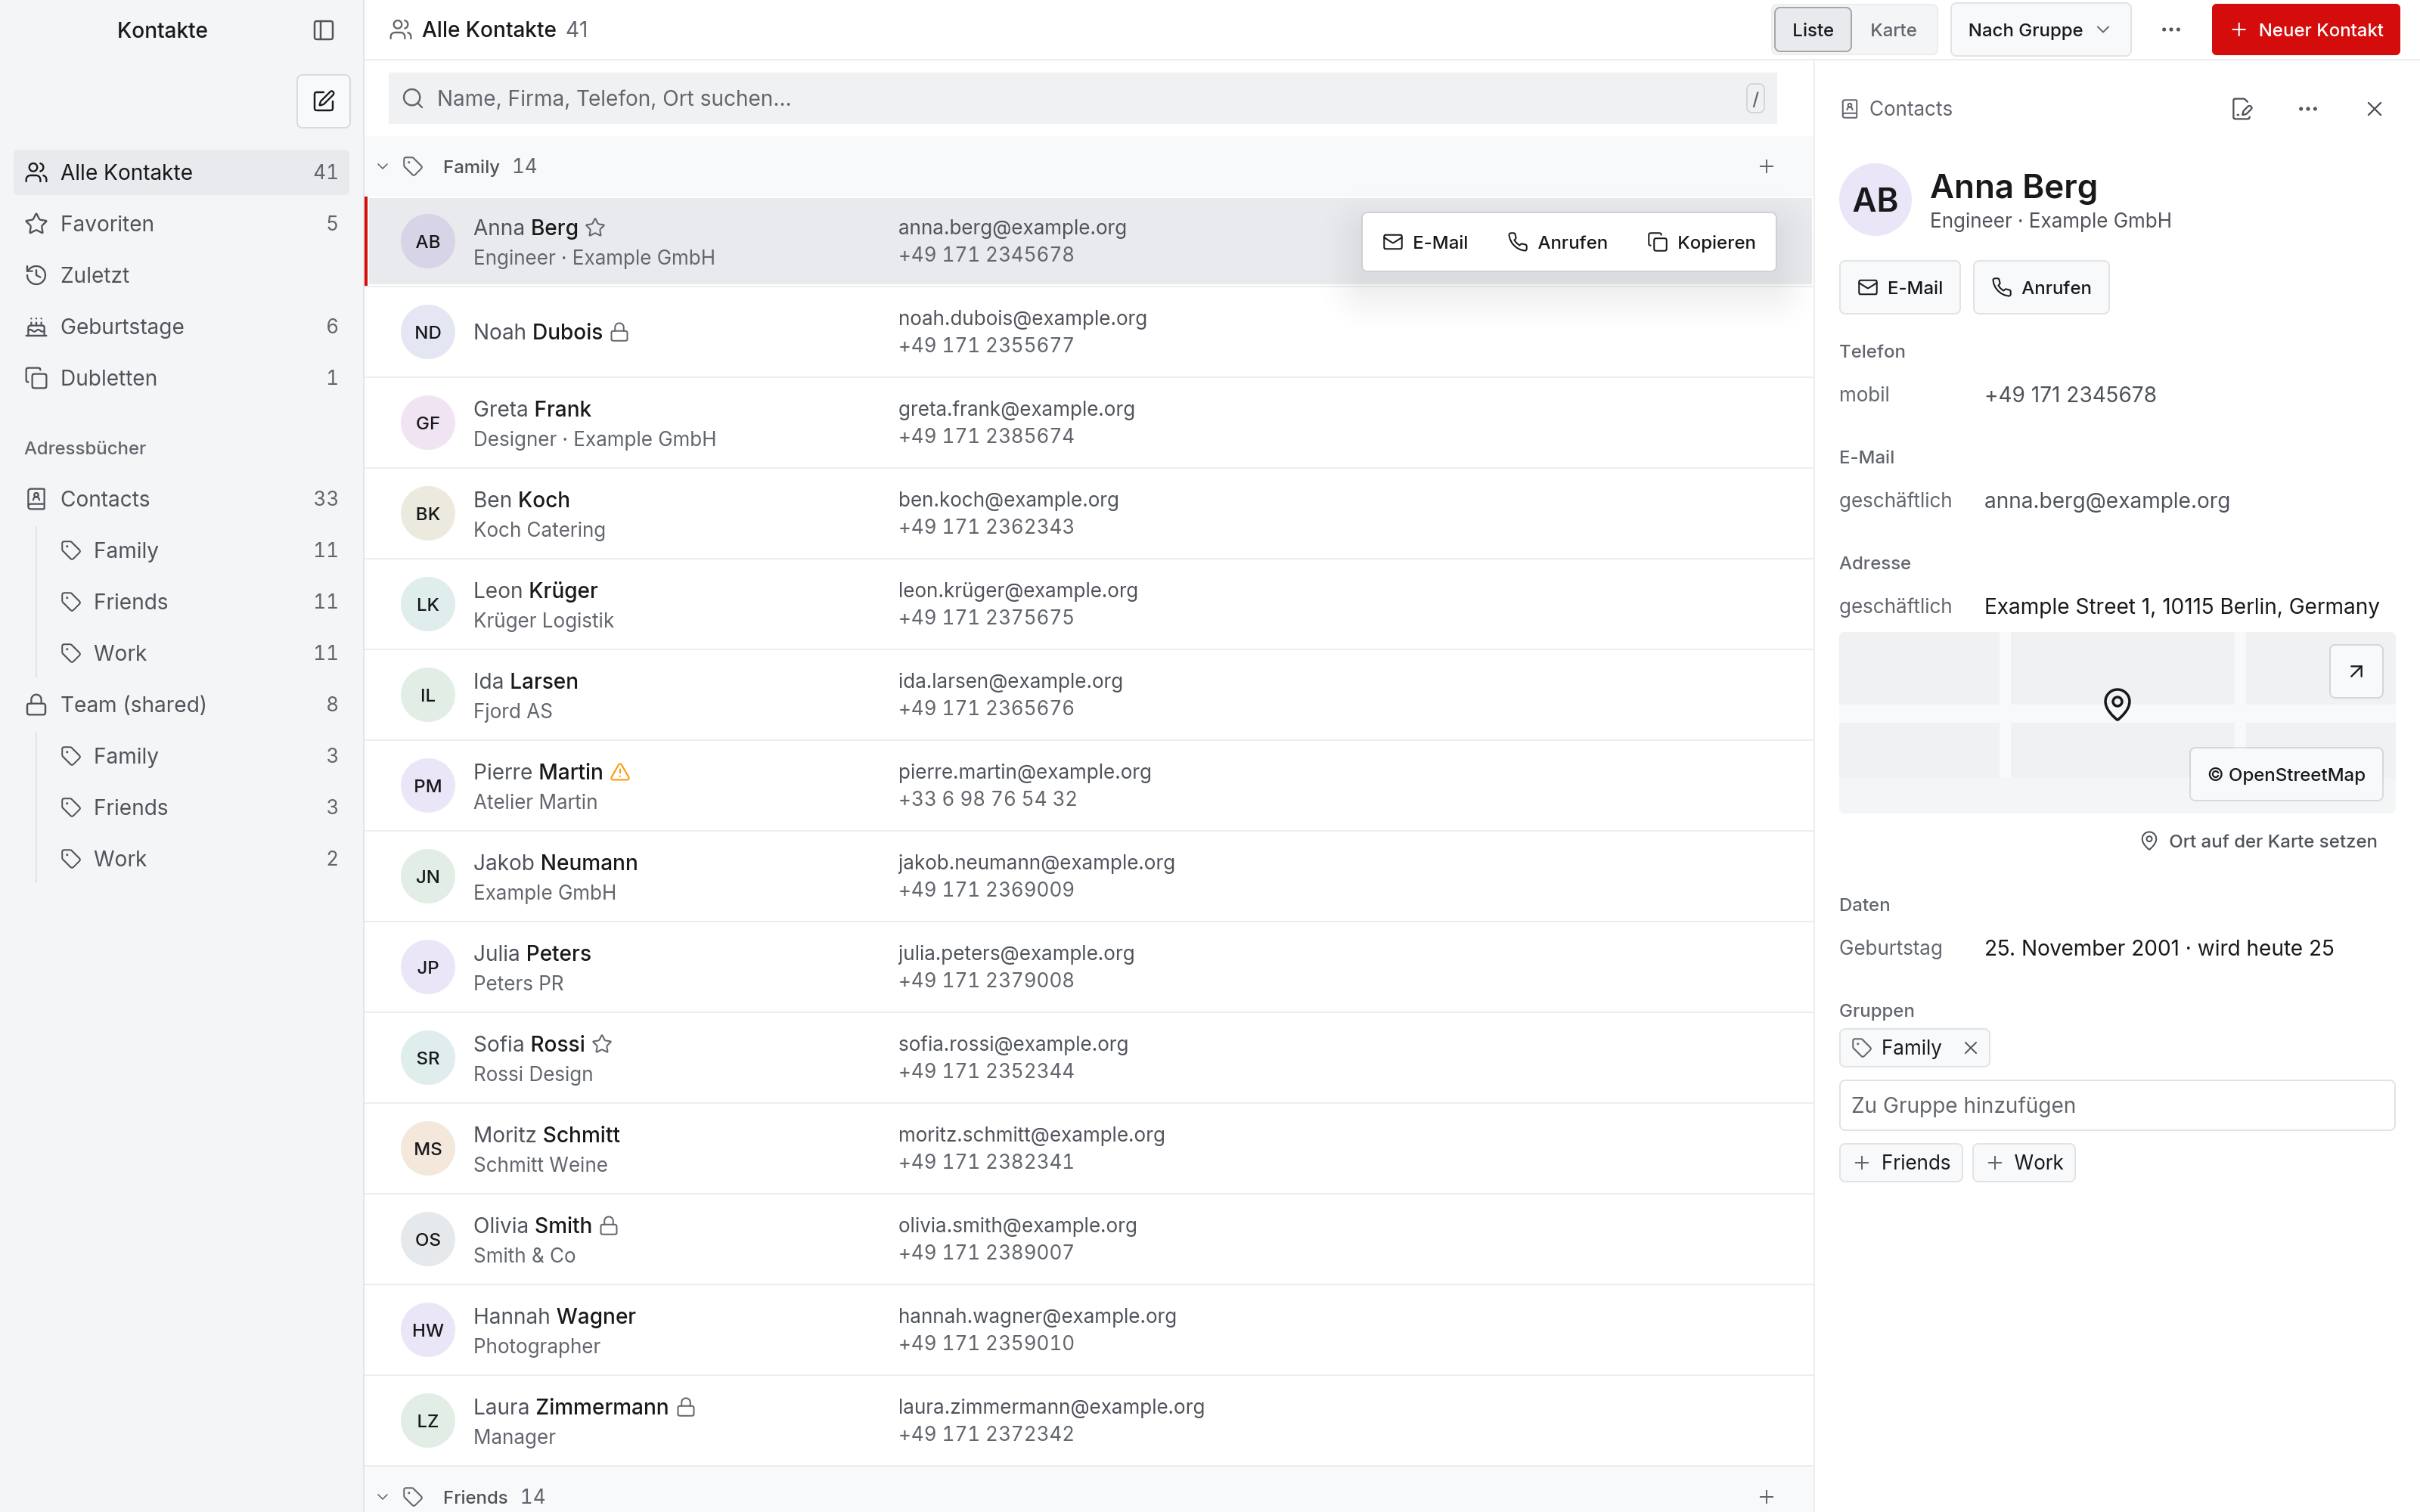 Kontakte
Alle Kontakte 41
Favoriten 5
Zuletzt
Geburtstage 6
Dubletten 1
Adressbücher
Contacts 33
Family 11
Friends 11
Work 11
Team (shared) 8
Family 3
Friends 3
Work 2
Alle Kontakte 41
Liste Karte Nach Gruppe Neuer Kontakt
Name, Firma, Telefon, Ort suchen… /
Family 14
AB Anna Berg anna.berg@example.org
Engineer · Example GmbH +49 171 2345678
E-Mail Anrufen Kopieren
ND Noah Dubois noah.dubois@example.org
+49 171 2355677
GF Greta Frank greta.frank@example.org
Designer · Example GmbH +49 171 2385674
BK Ben Koch ben.koch@example.org
Koch Catering +49 171 2362343
LK Leon Krüger leon.krüger@example.org
Krüger Logistik +49 171 2375675
IL Ida Larsen ida.larsen@example.org
Fjord AS +49 171 2365676
PM Pierre Martin pierre.martin@example.org
Atelier Martin +33 6 98 76 54 32
JN Jakob Neumann jakob.neumann@example.org
Example GmbH +49 171 2369009
JP Julia Peters julia.peters@example.org
Peters PR +49 171 2379008
SR Sofia Rossi sofia.rossi@example.org
Rossi Design +49 171 2352344
MS Moritz Schmitt moritz.schmitt@example.org
Schmitt Weine +49 171 2382341
OS Olivia Smith olivia.smith@example.org
Smith & Co +49 171 2389007
HW Hannah Wagner hannah.wagner@example.org
Photographer +49 171 2359010
LZ Laura Zimmermann laura.zimmermann@example.org
Manager +49 171 2372342
Friends 14
Contacts
AB Anna Berg
Engineer · Example GmbH
E-Mail Anrufen
Telefon
mobil +49 171 2345678
E-Mail
geschäftlich anna.berg@example.org
Adresse
geschäftlich Example Street 1, 10115 Berlin, Germany
© OpenStreetMap
Ort auf der Karte setzen
Daten
Geburtstag 25. November 2001 · wird heute 25
Gruppen
Family
Zu Gruppe hinzufügen
Friends Work